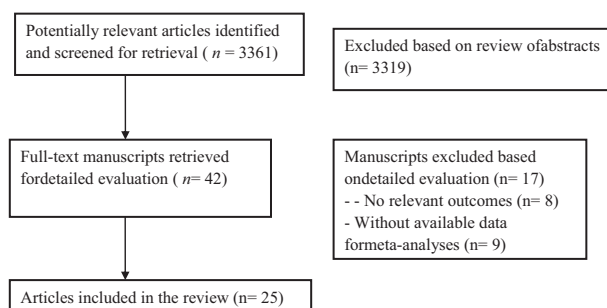 Potentially relevant articles identified
and screened for retrieval ( n = 3361)
Excluded based on review ofabstracts
(n= 3319)
Full-text manuscripts retrieved
fordetailed evaluation ( n= 42)
Manuscripts excluded based
ondetailed evaluation (n= 17)
- - No relevant outcomes (n= 8)
- Without available data
formeta-analyses (n= 9)
Articles included in the review (n= 25)